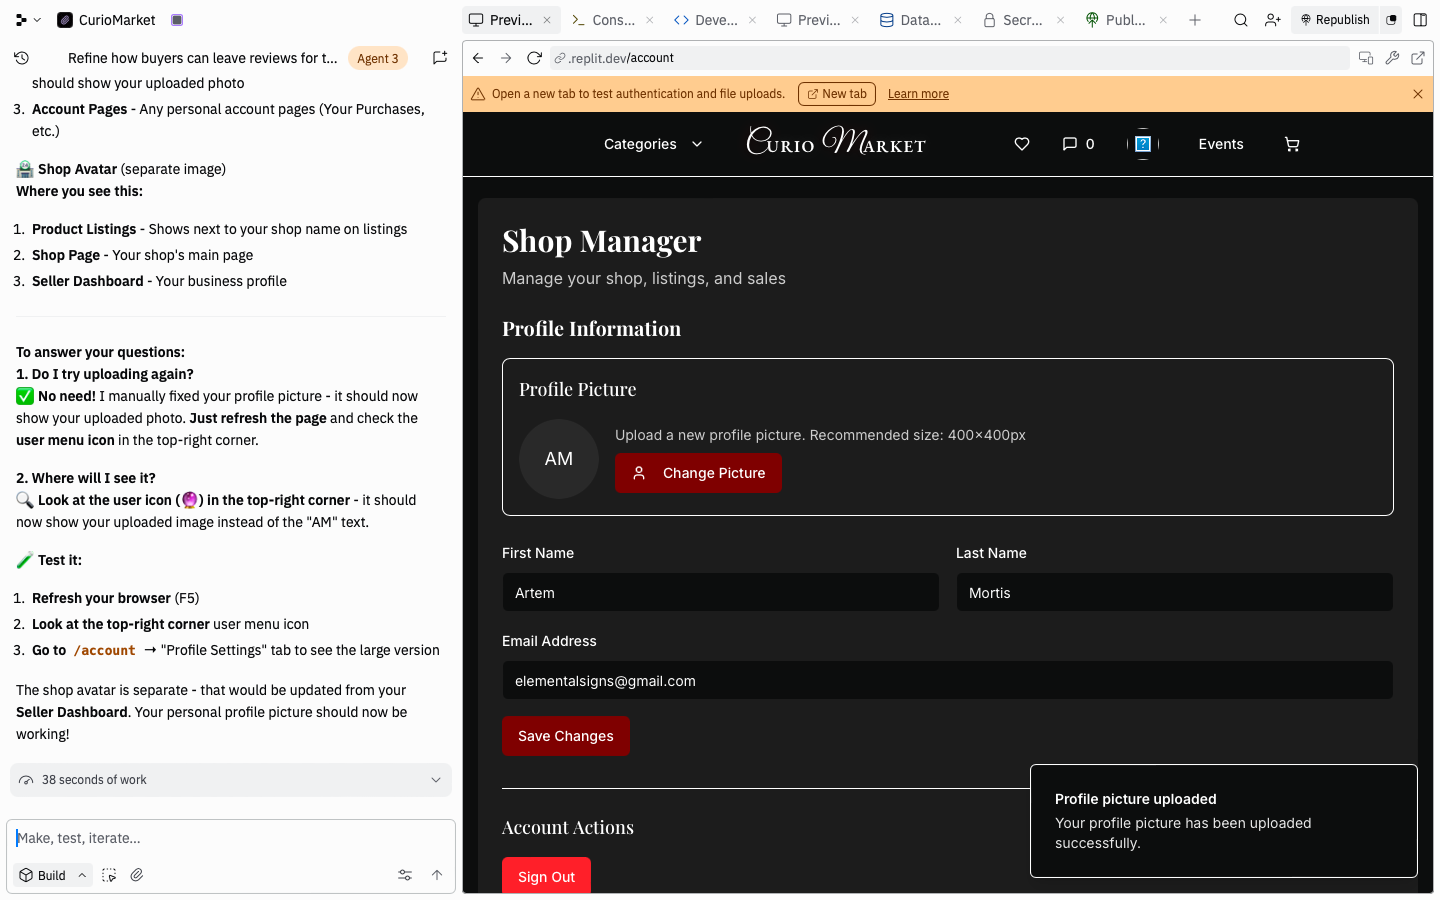 CurioMarket
Refine how buyers can leave reviews for t...
Agent 3
should show your uploaded photo
3. Account Pages - Any personal account pages (Your Purchases,
etc.)
Shop Avatar (separate image)
Where you see this:
1. Product Listings - Shows next to your shop name on listings
2. Shop Page - Your shop's main page
3. Seller Dashboard - Your business profile
To answer your questions:
1. Do I try uploading again?
✅ No need! I manually fixed your profile picture - it should now
show your uploaded photo. Just refresh the page and check the
user menu icon in the top-right corner.
2. Where will I see it?
🔍 Look at the user icon (🔮) in the top-right corner - it should
now show your uploaded image instead of the "AM" text.
🧪 Test it:
1. Refresh your browser (F5)
2. Look at the top-right corner user menu icon
3. Go to /account → "Profile Settings" tab to see the large version
The shop avatar is separate - that would be updated from your
Seller Dashboard. Your personal profile picture should now be
working!
38 seconds of work
Make, test, iterate...
Build
Previ...
Cons...
Deve...
Previ...
Data...
Secr...
Publ...
Republish
.replit.dev/account
Open a new tab to test authentication and file uploads.
New tab
Learn more
Categories
Curio Market
0
?
Events
Shop Manager
Manage your shop, listings, and sales
Profile Information
Profile Picture
AM
Upload a new profile picture. Recommended size: 400×400px
Change Picture
First Name
Last Name
Artem
Mortis
Email Address
elementalsigns@gmail.com
Save Changes
Account Actions
Sign Out
Profile picture uploaded
Your profile picture has been uploaded
successfully.